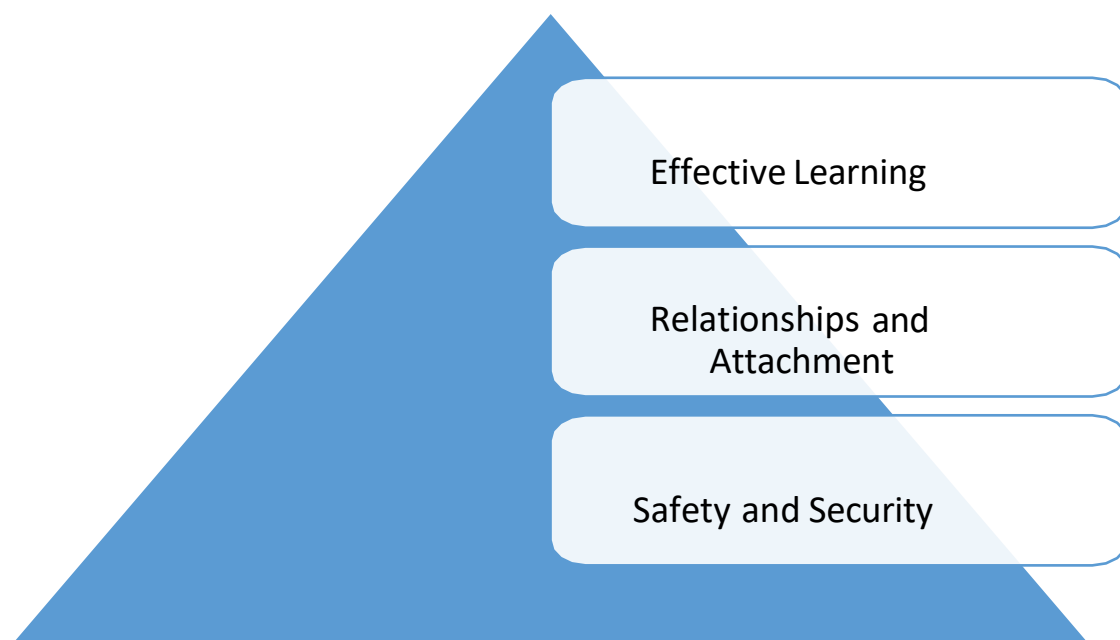 Effective Learning
Relationships and
Attachment
Safety and Security